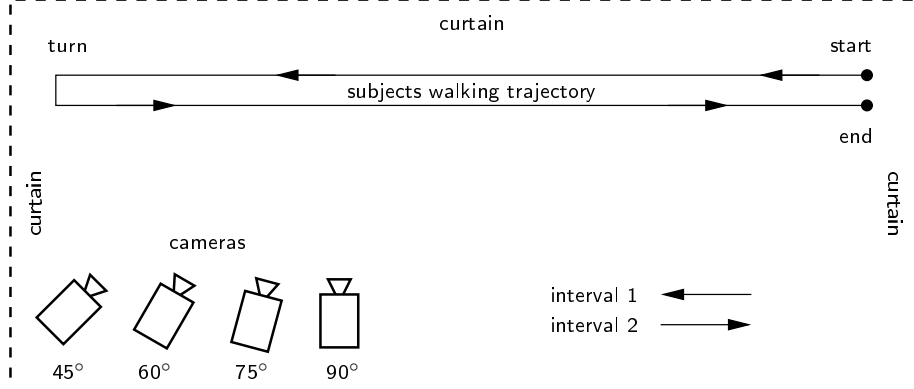 curtain
turn
start
subjects walking trajectory
end
curtain
curtain
cameras
interval 1
interval 2
45°
60°
75°
90°